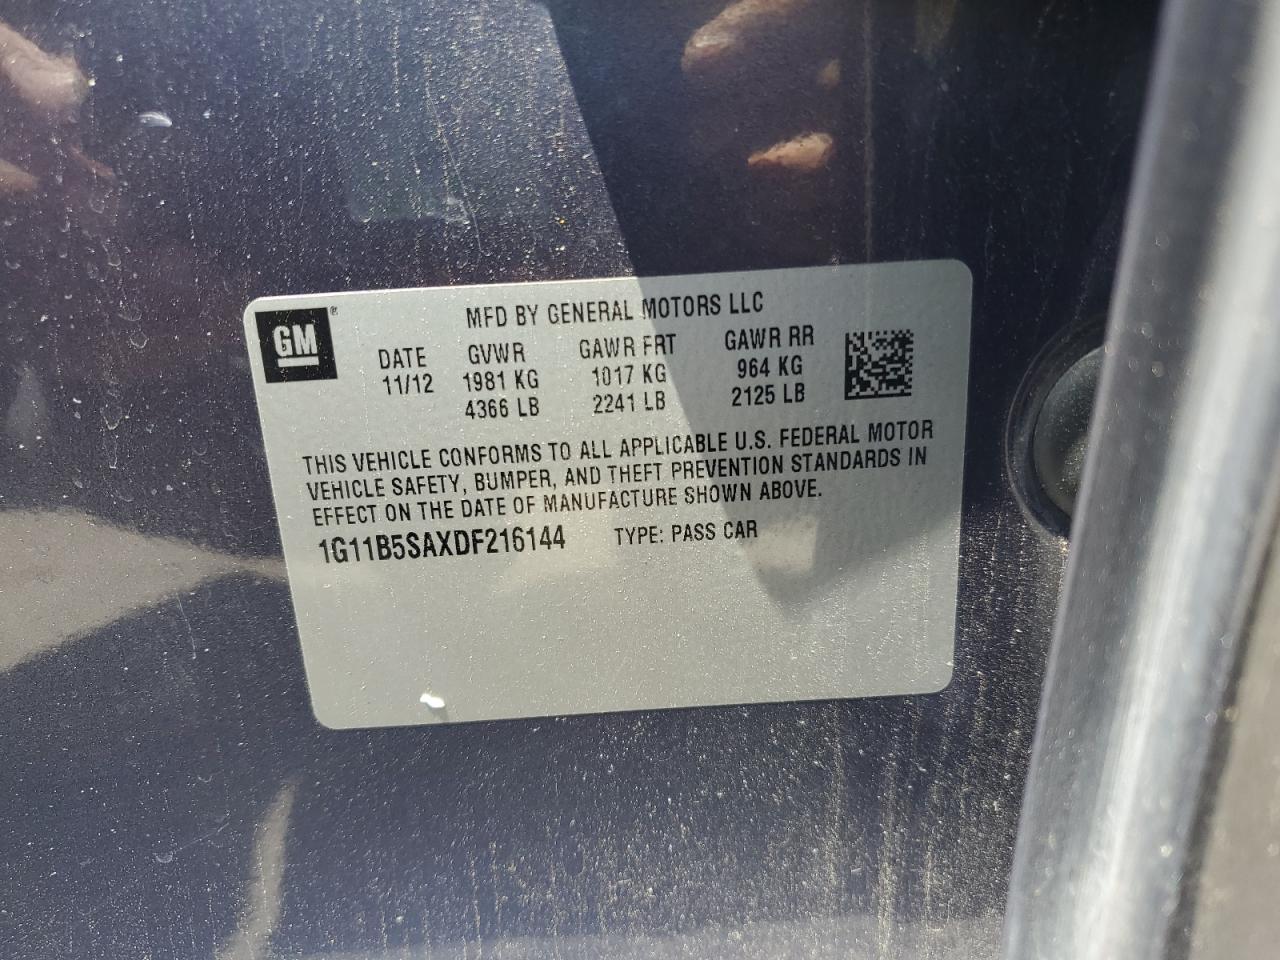 GM®
MFD BY GENERAL MOTORS LLC
DATE GVWR GAWR FRT GAWR RR
11/12 1981 KG 1017 KG 964 KG
4366 LB 2241 LB 2125 LB
THIS VEHICLE CONFORMS TO ALL APPLICABLE U.S. FEDERAL MOTOR
VEHICLE SAFETY, BUMPER, AND THEFT PREVENTION STANDARDS IN
EFFECT ON THE DATE OF MANUFACTURE SHOWN ABOVE.
1G11B5SAXDF216144 TYPE: PASS CAR